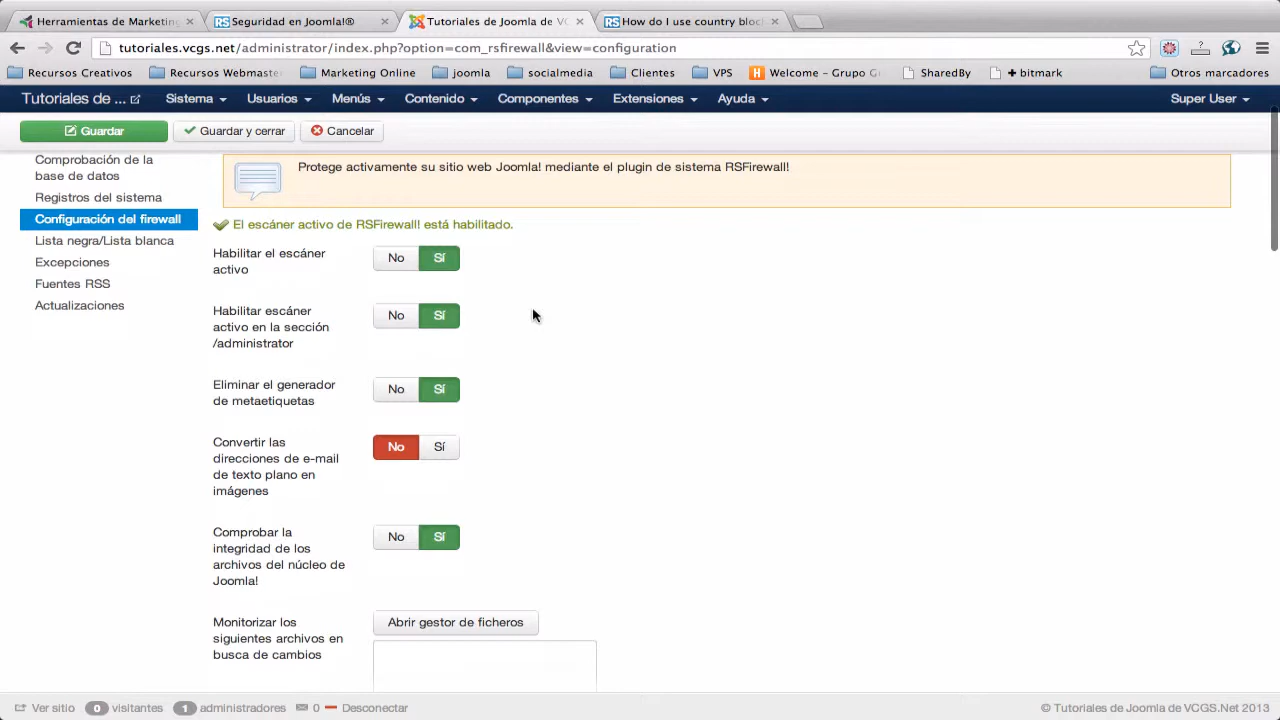 Herramientas de Marketing
Seguridad en Joomla!®
Tutoriales de Joomla de VC
How do I use country bloc
tutoriales.vcgs.net/administrator/index.php?option=com_rsfirewall&view=configuration
Recursos Creativos
Recursos Webmaste
Marketing Online
joomla
socialmedia
Clientes
VPS
Welcome – Grupo G
SharedBy
+ bitmark
Otros marcadores
Tutoriales de ...
Sistema
Usuarios
Menús
Contenido
Componentes
Extensiones
Ayuda
Super User
Guardar
Guardar y cerrar
Cancelar
Comprobación de la
base de datos
Registros del sistema
Configuración del firewall
Lista negra/Lista blanca
Excepciones
Fuentes RSS
Actualizaciones
Protege activamente su sitio web Joomla! mediante el plugin de sistema RSFirewall!
El escáner activo de RSFirewall! está habilitado.
Habilitar el escáner
activo
No Sí
Habilitar escáner
activo en la sección
/administrator
No Sí
Eliminar el generador
de metaetiquetas
No Sí
Convertir las
direcciones de e-mail
de texto plano en
imágenes
No Sí
Comprobar la
integridad de los
archivos del núcleo de
Joomla!
No Sí
Monitorizar los
siguientes archivos en
busca de cambios
Abrir gestor de ficheros
Ver sitio 0 visitantes 1 administradores 0 Desconectar
© Tutoriales de Joomla de VCGS.Net 2013